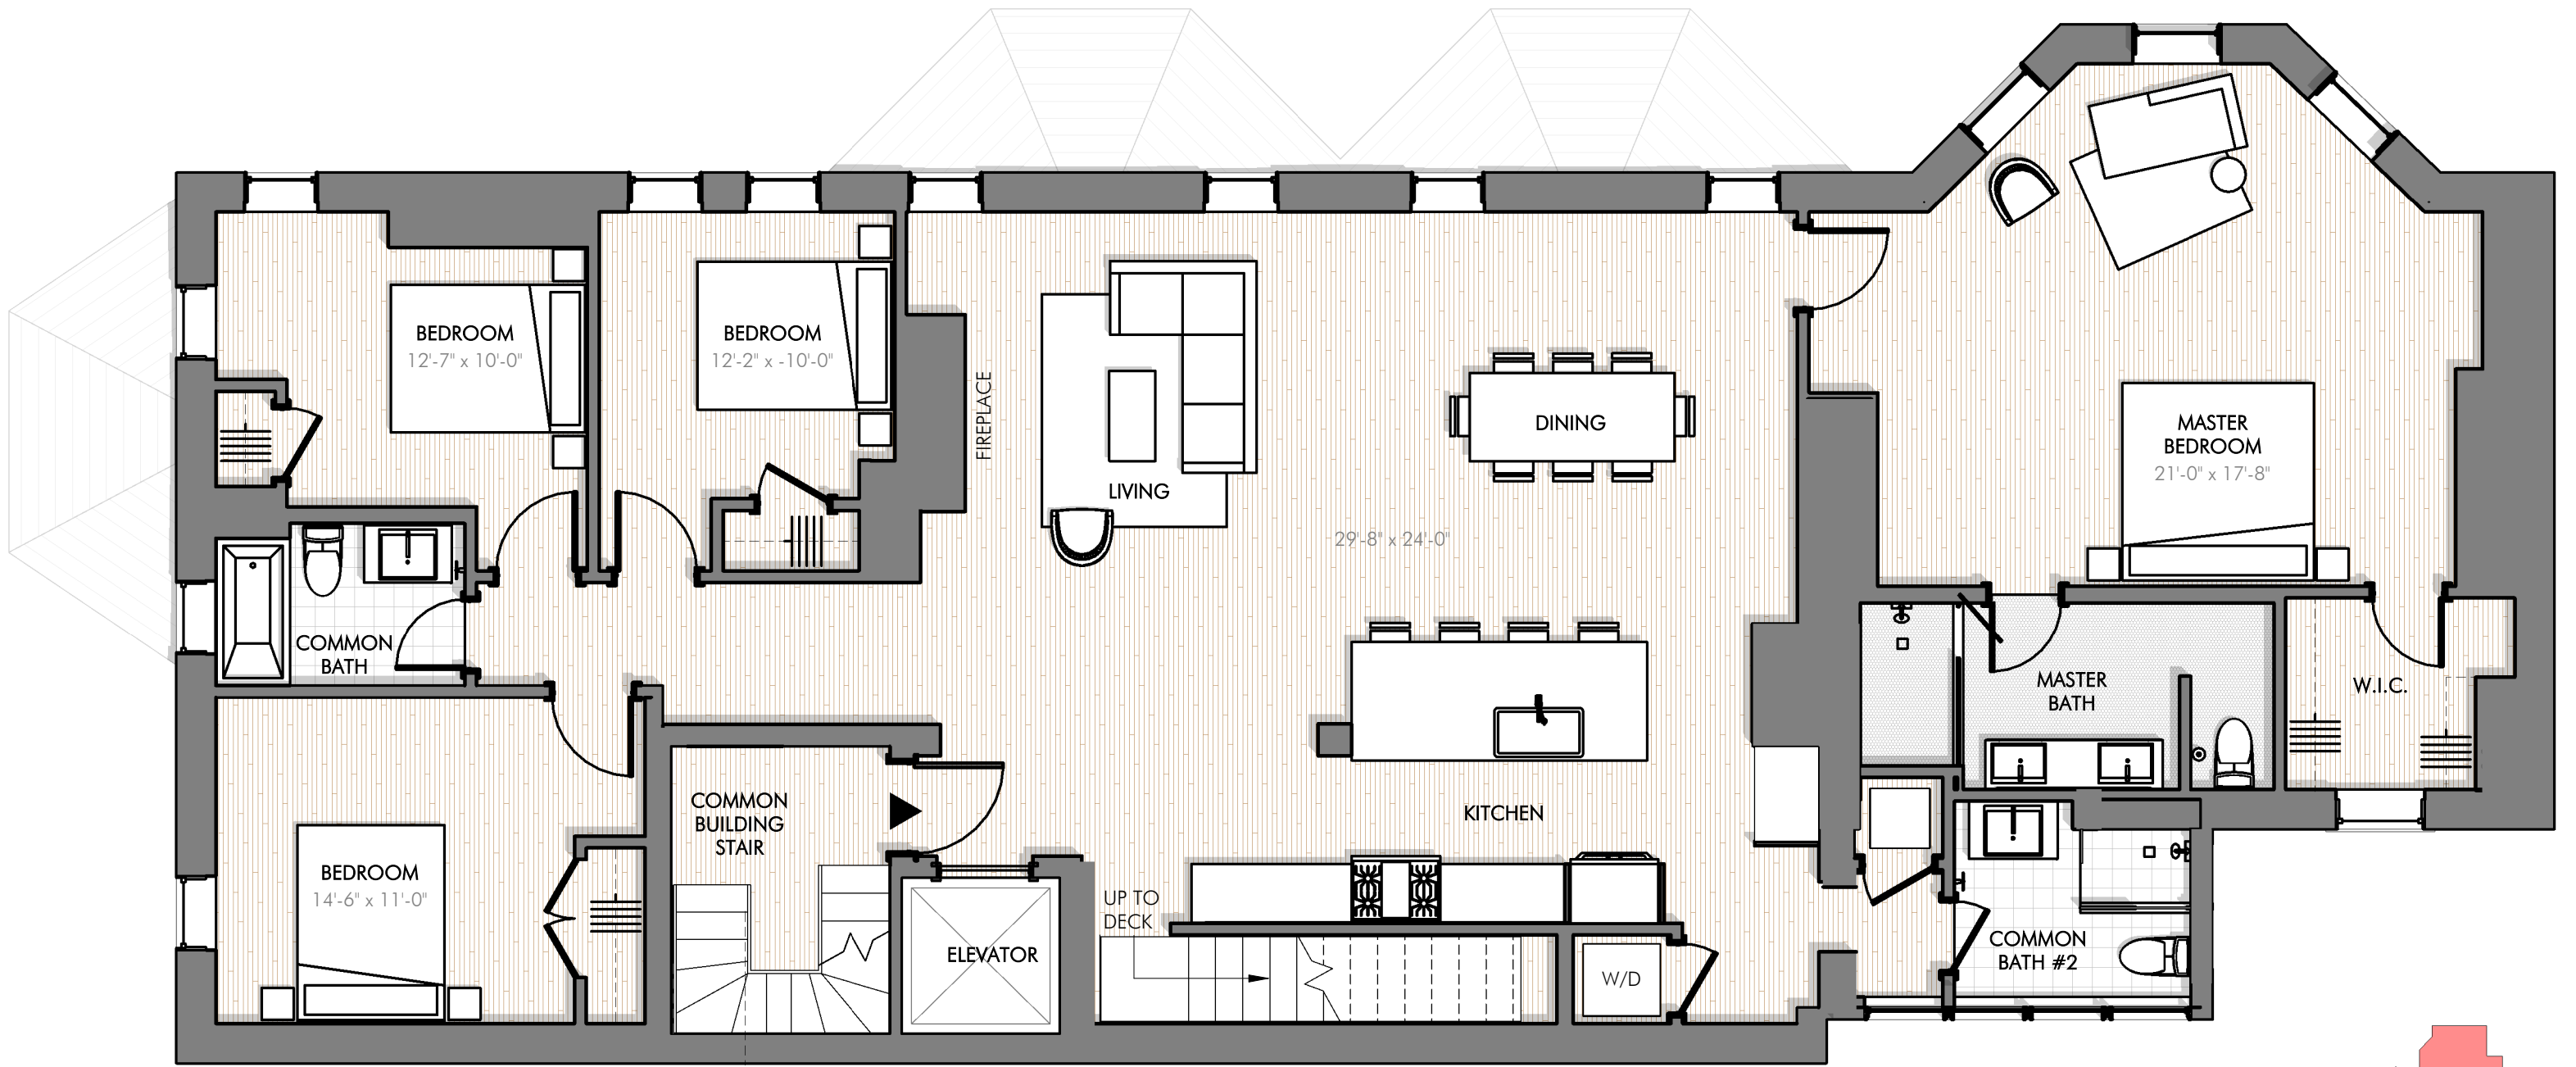 BEDROOM
12'-7" x 10'-0"
BEDROOM
12'-2" x -10'-0"
FIREPLACE
LIVING
DINING
29'-8" x 24'-0"
MASTER
BEDROOM
21'-0" x 17'-8"
COMMON
BATH
MASTER
BATH
W.I.C.
COMMON
BUILDING
STAIR
KITCHEN
BEDROOM
14'-6" x 11'-0"
UP TO
DECK
ELEVATOR
W/D
COMMON
BATH #2